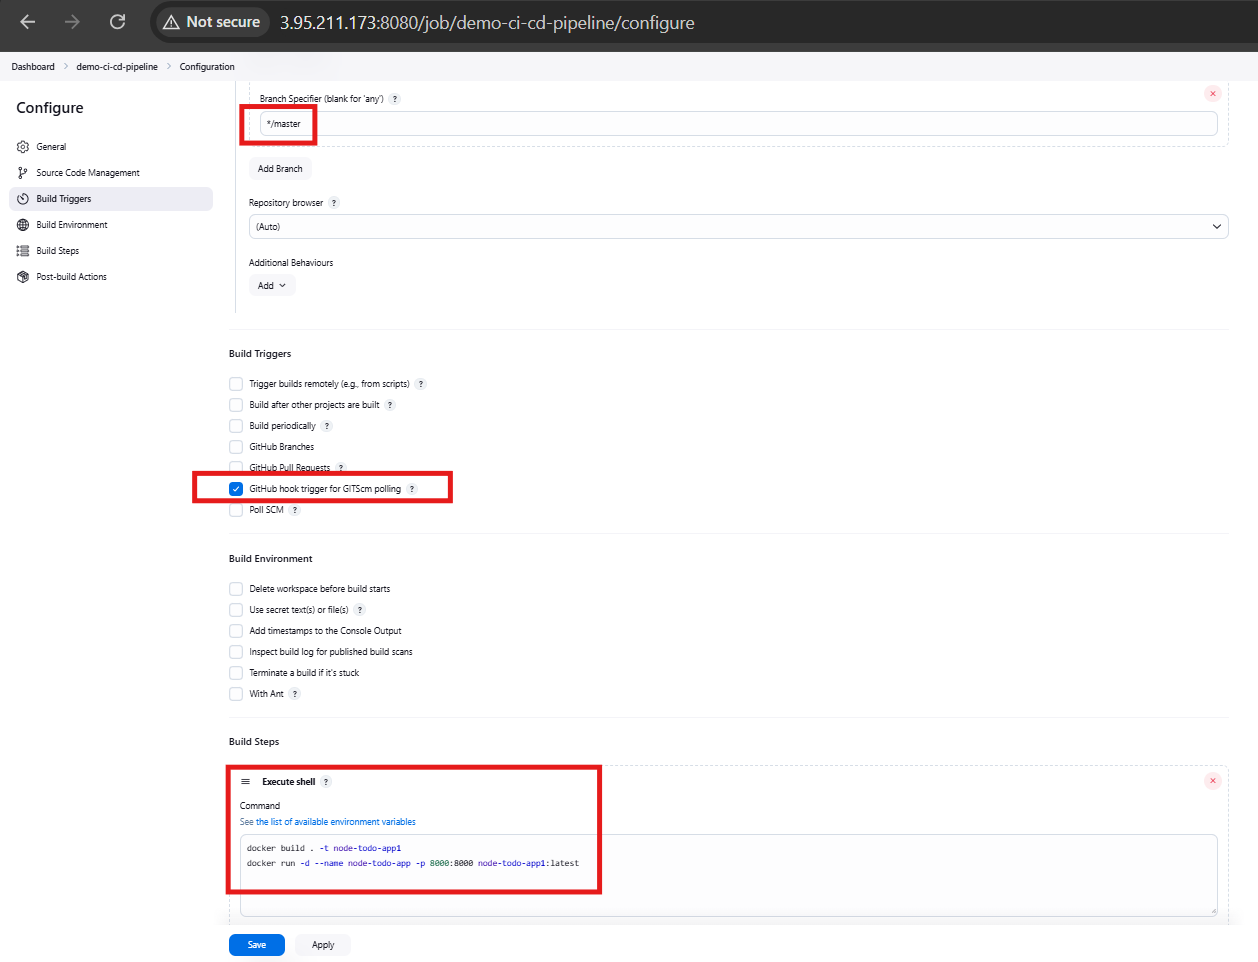 Not secure 3.95.211.173:8080/job/demo-ci-cd-pipeline/configure
Dashboard > demo-ci-cd-pipeline > Configuration
Configure
General
Source Code Management
Build Triggers
Build Environment
Build Steps
Post-build Actions
Branch Specifier (blank for 'any') ?
*/master
Add Branch
Repository browser ?
(Auto)
Additional Behaviours
Add
Build Triggers
Trigger builds remotely (e.g., from scripts) ?
Build after other projects are built ?
Build periodically ?
GitHub Branches
GitHub Pull Requests ?
GitHub hook trigger for GITScm polling ?
Poll SCM ?
Build Environment
Delete workspace before build starts
Use secret text(s) or file(s) ?
Add timestamps to the Console Output
Inspect build log for published build scans
Terminate a build if it's stuck
With Ant ?
Build Steps
Execute shell ?
Command
See the list of available environment variables
docker build . -t node-todo-app1
docker run -d --name node-todo-app -p 8000:8000 node-todo-app1:latest
Save Apply